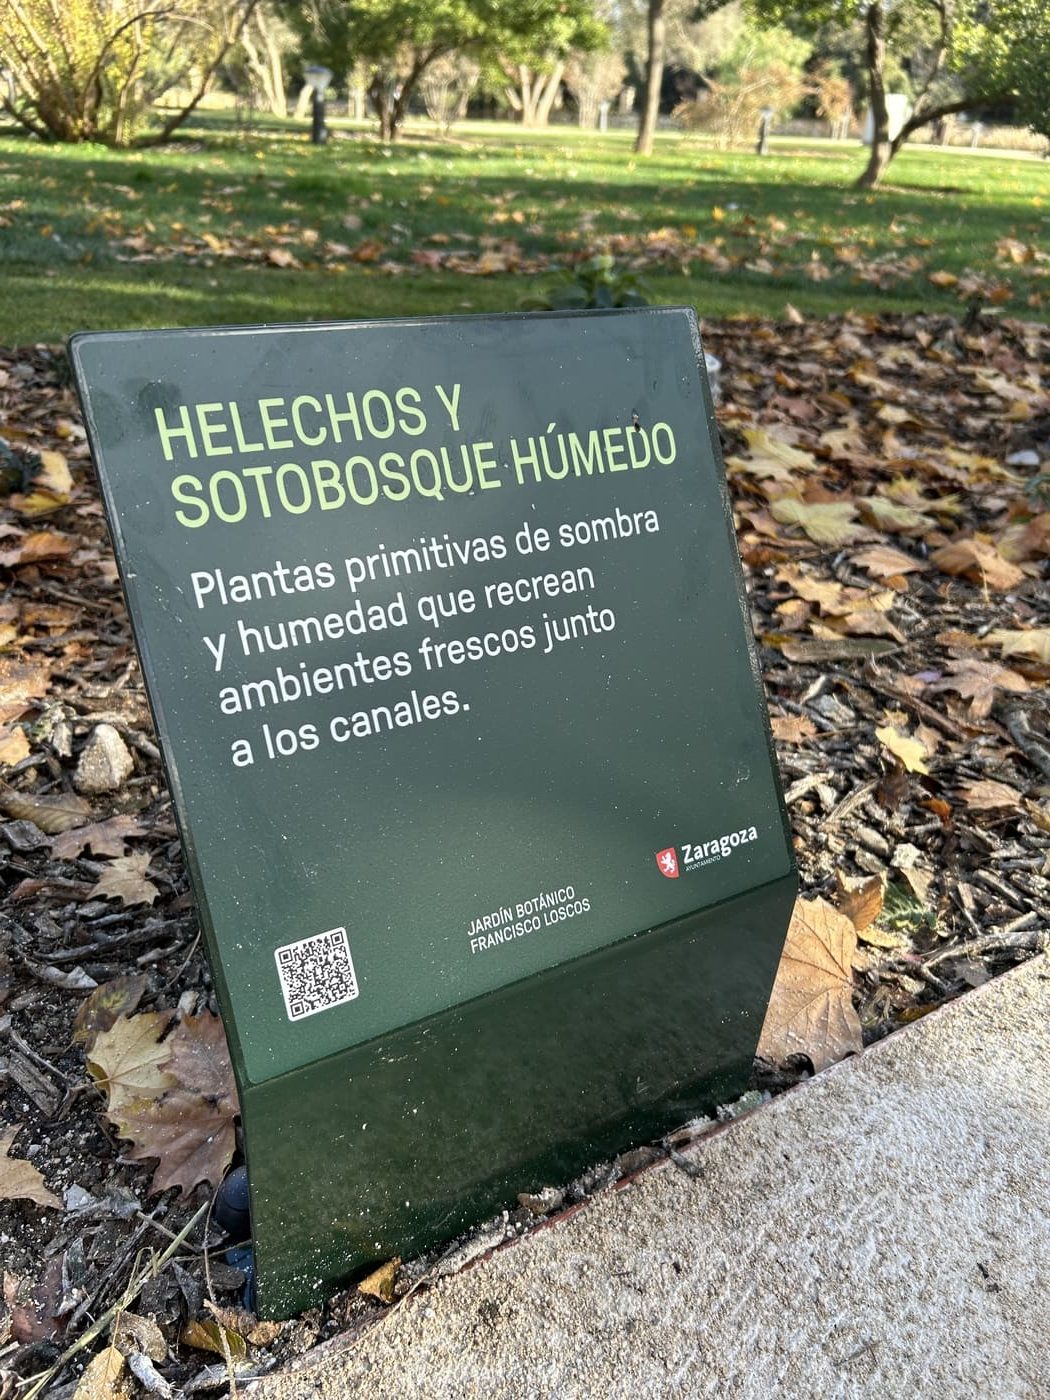 HELECHOS Y
SOTOBOSQUE HÚMEDO
Plantas primitivas de sombra
y humedad que recrean
ambientes frescos junto
a los canales.
Zaragoza
AYUNTAMIENTO
JARDÍN BOTÁNICO
FRANCISCO LOSCOS